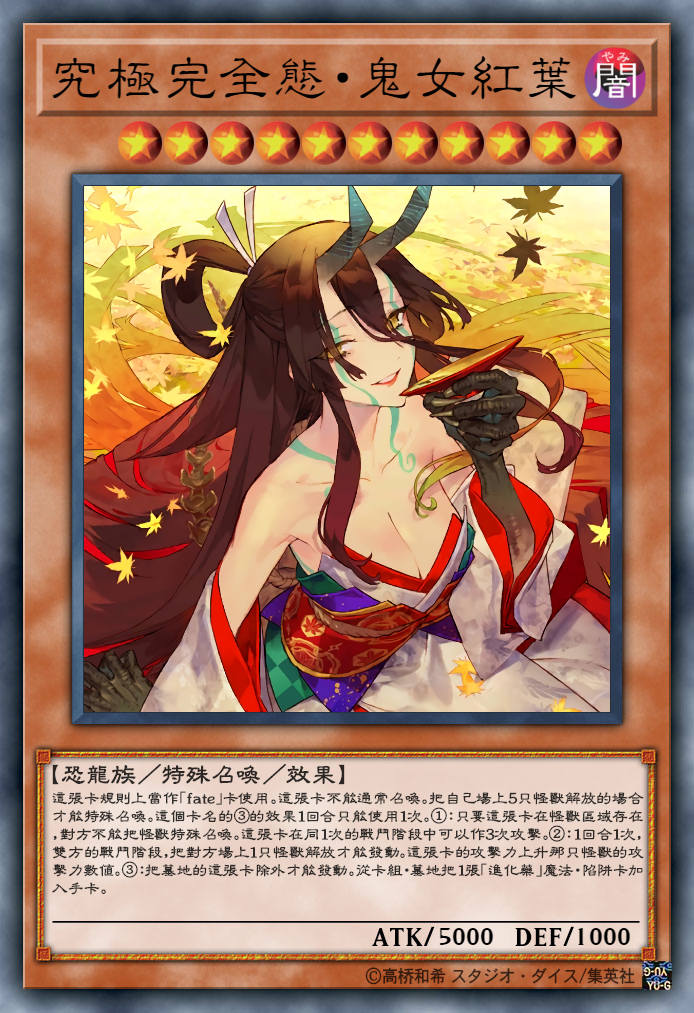 究極完全態・鬼女紅葉
やみ
闇
【恐龍族／特殊召喚／效果】
這張卡規則上當作「fate」卡使用。這張卡不能通常召喚。把自己場上5只怪獸解放的場合
才能特殊召喚。這個卡名的③的效果1回合只能使用1次。①：只要這張卡在怪獸區域存在
，對方不能把怪獸特殊召喚。這張卡在同1次的戰鬥階段中可以作3次攻擊。②：1回合1次，
雙方的戰鬥階段，把對方場上1只怪獸解放才能發動。這張卡的攻擊力上升那只怪獸的攻
擊力數值。③：把墓地的這張卡除外才能發動。從卡組・墓地把1張「進化藥」魔法・陷阱卡加
入手卡。
ATK/5000 DEF/1000
©高桥和希 スタジオ・ダイス/集英社
YU-G
YU-G